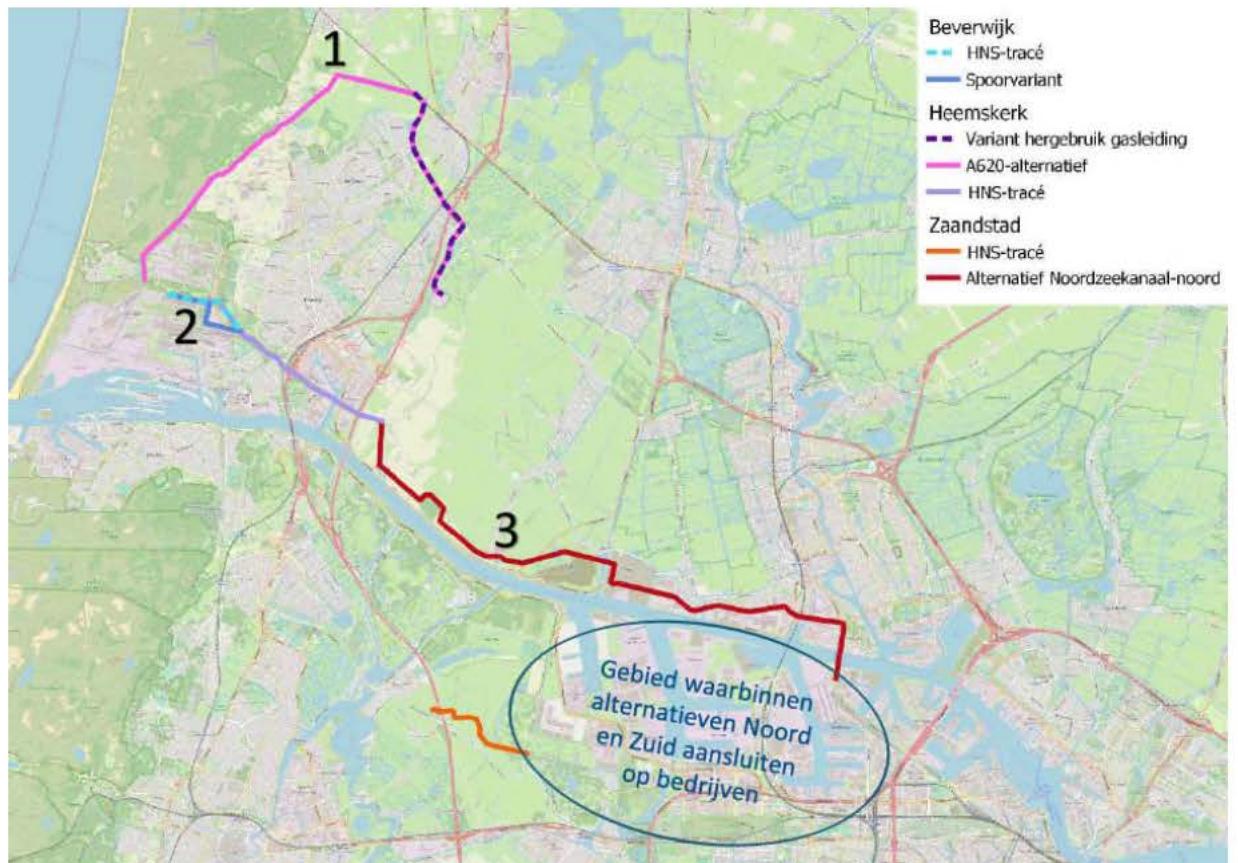 Beverwijk
HNS-tracé
Spoorvariant
Heemskerk
Variant hergebruik gasleiding
A620-alternatief
HNS-tracé
Zaandstad
HNS-tracé
Alternatief Noordzeekanaal-noord
1
2
3
Gebied waarbinnen
alternatieven Noord
en Zuid aansluiten
op bedrijven